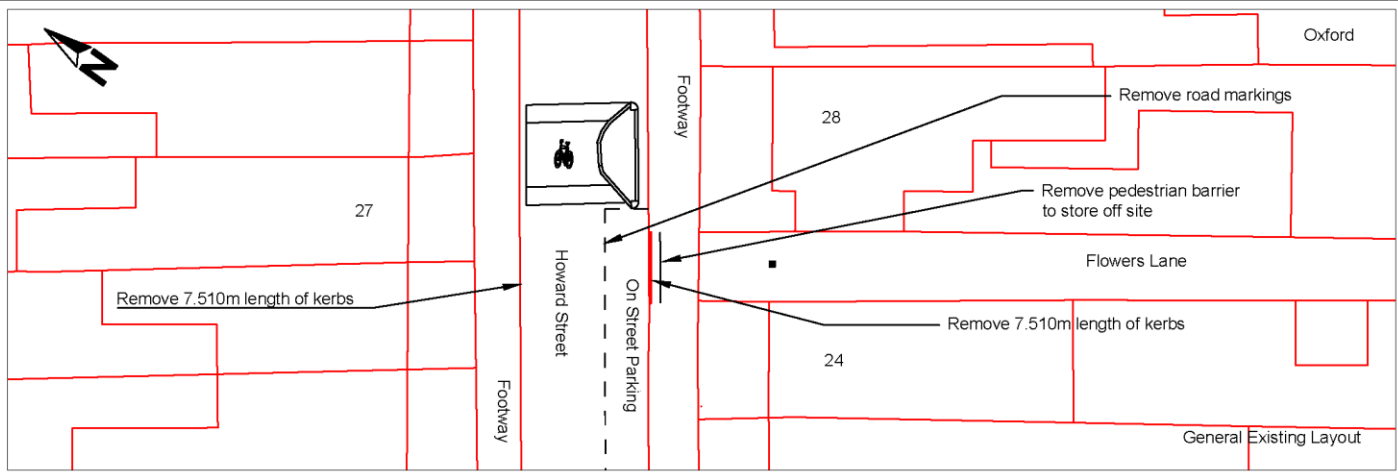 N
Oxford
Footway
Remove road markings
28
Remove pedestrian barrier
to store off site
27
Flowers Lane
Howard Street
On Street Parking
Remove 7.510m length of kerbs
Remove 7.510m length of kerbs
24
Footway
General Existing Layout